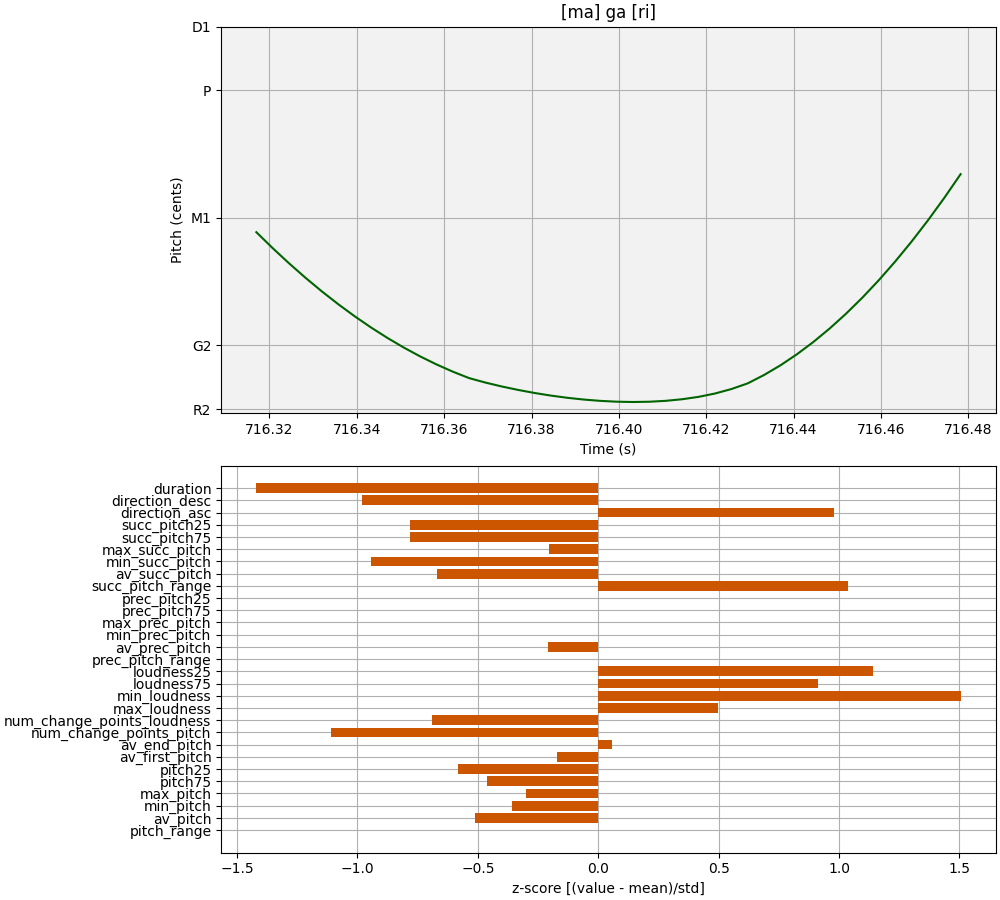 [ma] ga [ri]
D1
P
M1
G2
R2
Pitch (cents)
716.32 716.34 716.36 716.38 716.40 716.42 716.44 716.46 716.48
Time (s)
duration
direction_desc
direction_asc
succ_pitch25
succ_pitch75
max_succ_pitch
min_succ_pitch
av_succ_pitch
succ_pitch_range
prec_pitch25
prec_pitch75
max_prec_pitch
min_prec_pitch
av_prec_pitch
prec_pitch_range
loudness25
loudness75
min_loudness
max_loudness
num_change_points_loudness
num_change_points_pitch
av_end_pitch
av_first_pitch
pitch25
pitch75
max_pitch
min_pitch
av_pitch
pitch_range
−1.5 −1.0 −0.5 0.0 0.5 1.0 1.5
z-score [(value - mean)/std]